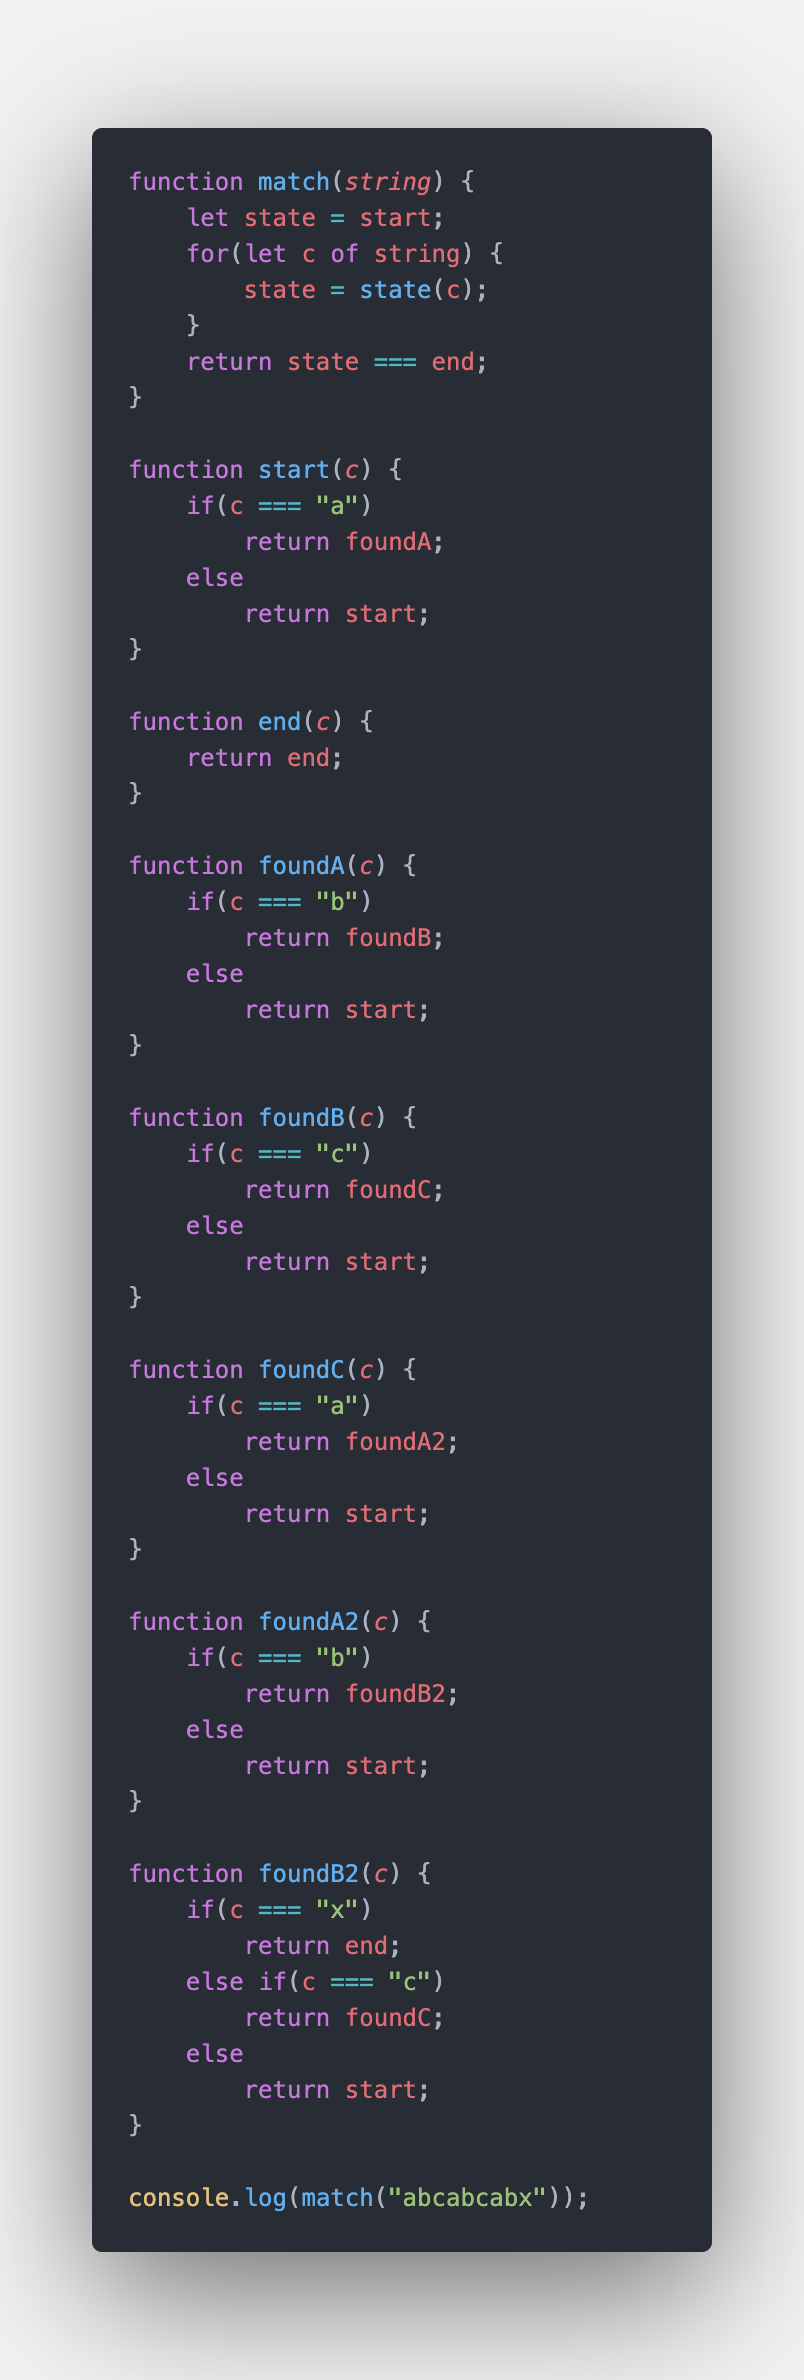 function match(string) {
    let state = start;
    for(let c of string) {
        state = state(c);
    }
    return state === end;
}

function start(c) {
    if(c === "a")
        return foundA;
    else
        return start;
}

function end(c) {
    return end;
}

function foundA(c) {
    if(c === "b")
        return foundB;
    else
        return start;
}

function foundB(c) {
    if(c === "c")
        return foundC;
    else
        return start;
}

function foundC(c) {
    if(c === "a")
        return foundA2;
    else
        return start;
}

function foundA2(c) {
    if(c === "b")
        return foundB2;
    else
        return start;
}

function foundB2(c) {
    if(c === "x")
        return end;
    else if(c === "c")
        return foundC;
    else
        return start;
}

console.log(match("abcabcabx"));